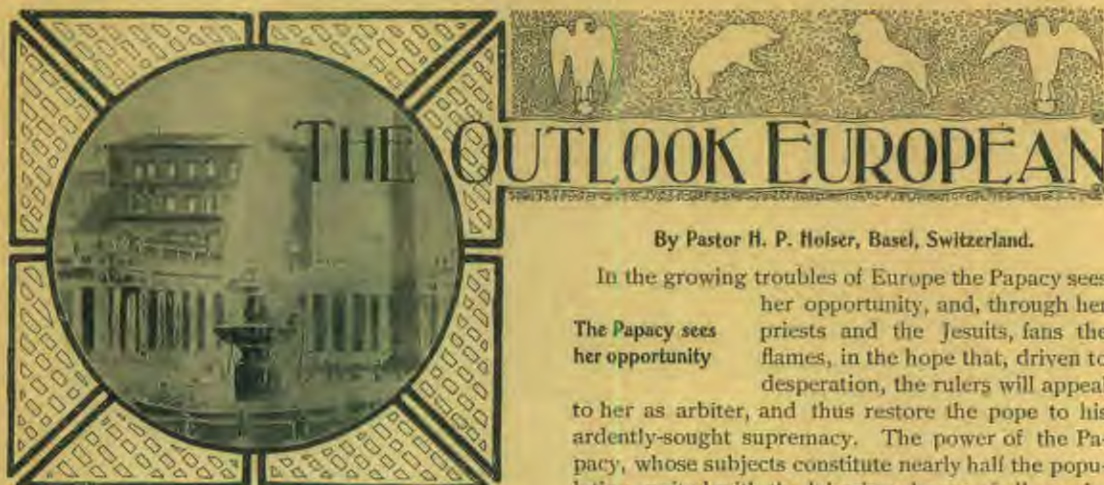 THE OUTLOOK EUROPEAN
By Pastor H. P. Holser, Basel, Switzerland.
In the growing troubles of Europe the Papacy sees
her opportunity, and, through her
The Papacy sees
her opportunity
priests and the Jesuits, fans the
flames, in the hope that, driven to
desperation, the rulers will appeal
to her as arbiter, and thus restore the pope to his
ardently-sought supremacy. The power of the Pa-
pacy, whose subjects constitute nearly half the popu-